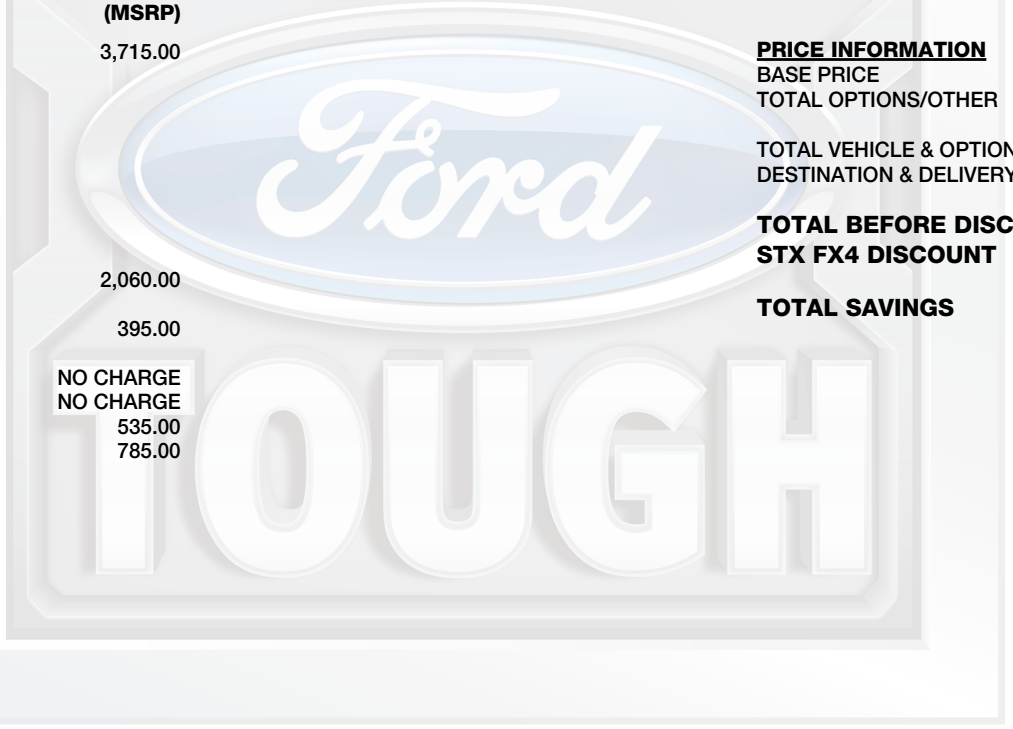 (MSRP)
3,715.00
2,060.00
395.00
NO CHARGE
NO CHARGE
535.00
785.00
PRICE INFORMATION
BASE PRICE
TOTAL OPTIONS/OTHER
TOTAL VEHICLE & OPTION
DESTINATION & DELIVERY
TOTAL BEFORE DISC
STX FX4 DISCOUNT
TOTAL SAVINGS
Ford
TOUGH